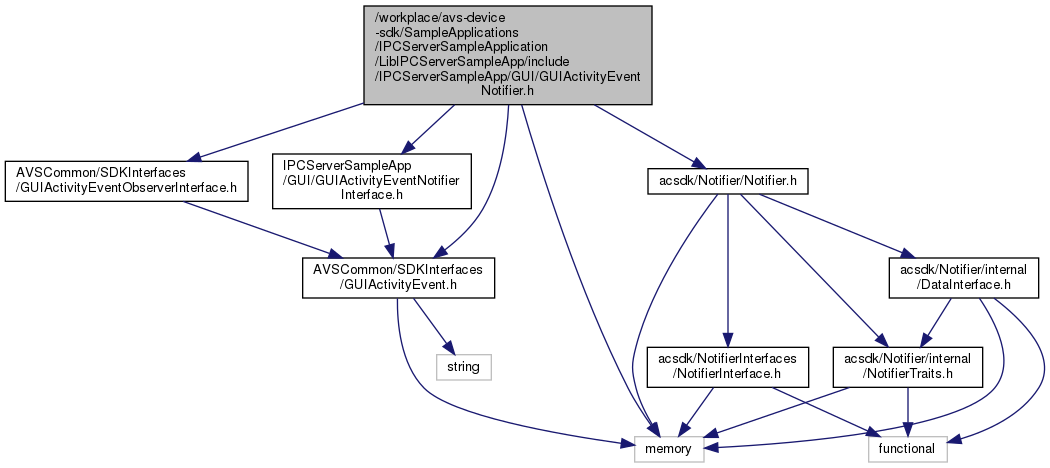 /workplace/avs-device
-sdk/SampleApplications
/IPCServerSampleApplication
/LibIPCServerSampleApp/include
/IPCServerSampleApp/GUI/GUIActivityEvent
Notifier.h
AVSCommon/SDKInterfaces
/GUIActivityEventObserverInterface.h
IPCServerSampleApp
/GUI/GUIActivityEventNotifier
Interface.h
acsdk/Notifier/Notifier.h
AVSCommon/SDKInterfaces
/GUIActivityEvent.h
acsdk/Notifier/internal
/DataInterface.h
string
acsdk/NotifierInterfaces
/NotifierInterface.h
acsdk/Notifier/internal
/NotifierTraits.h
memory
functional